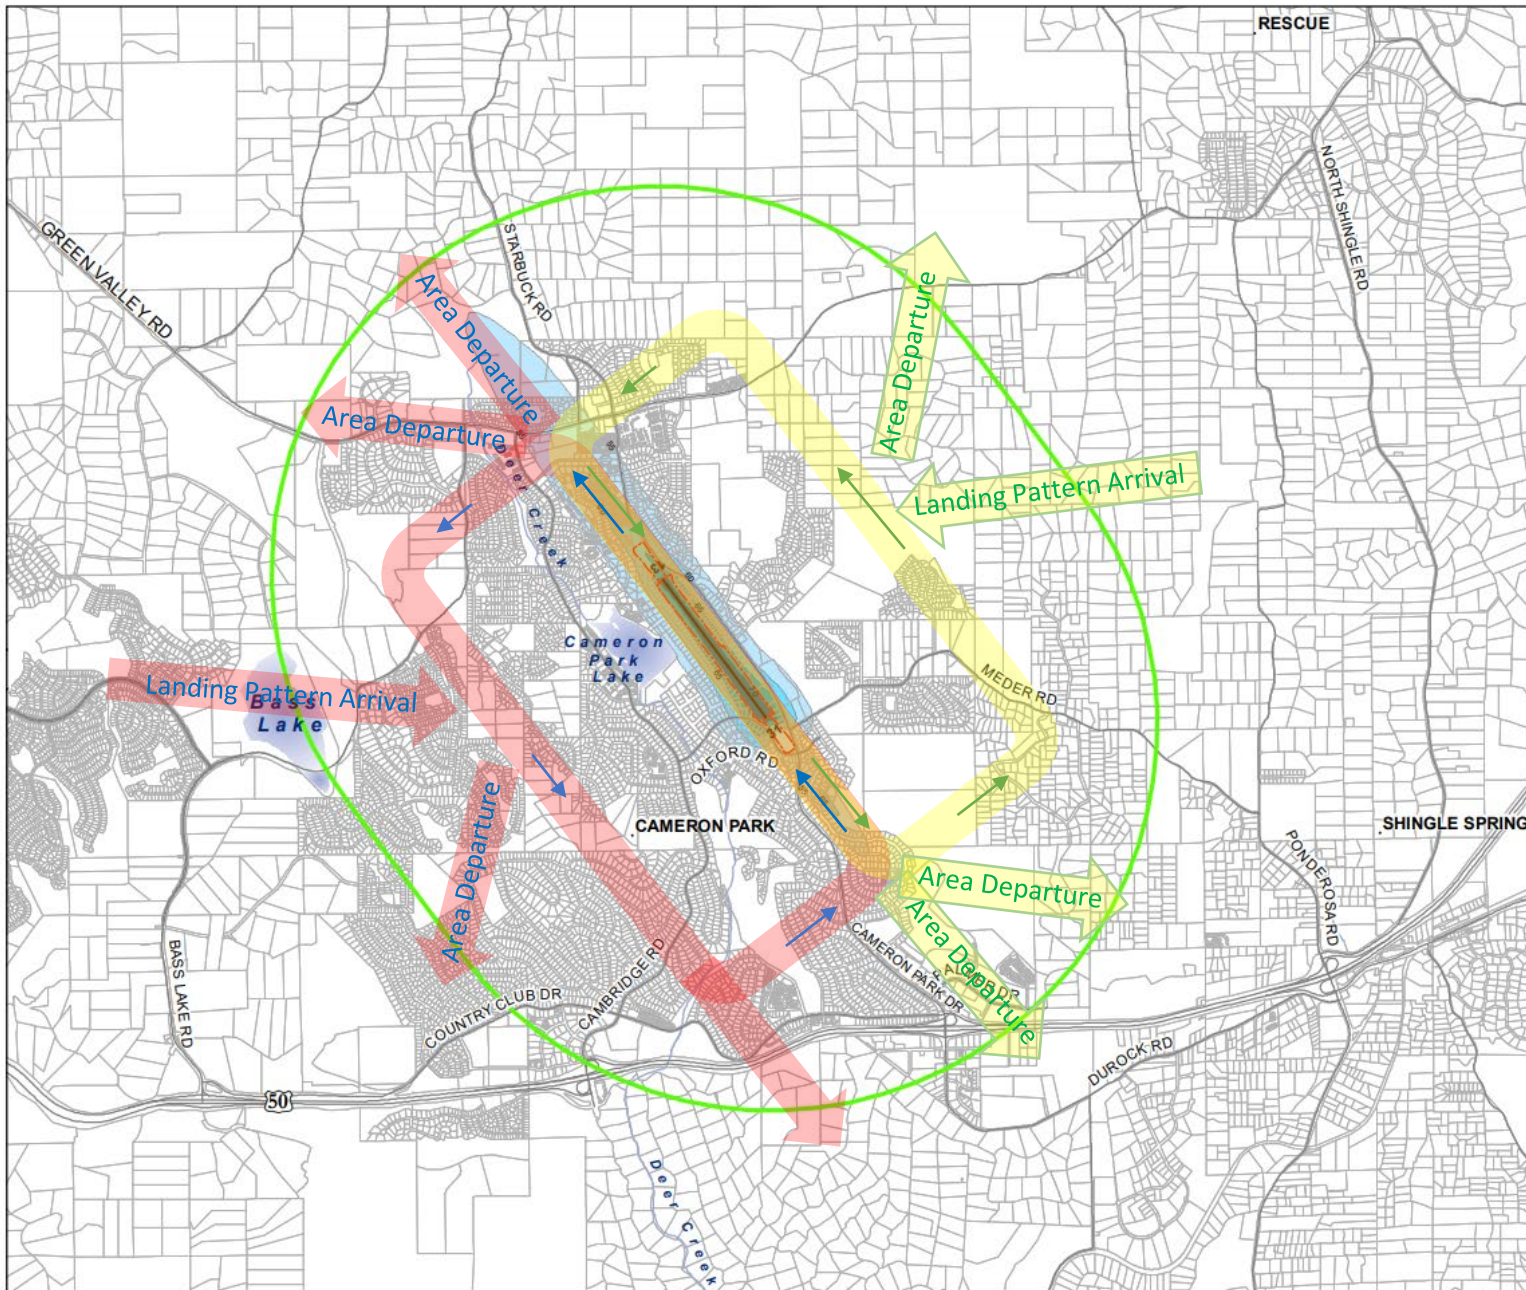 RESCUE
NORTH SHINGLE RD
GREEN VALLEY RD
STARBUCK RD
Area Departure
Area Departure
Area Departure
Landing Pattern Arrival
Deer Creek
Cameron
Park
Lake
MEDER RD
Landing Pattern Arrival
Bass
Lake
OXFORD RD
Area Departure
CAMERON PARK
SHINGLE SPRING
PONDEROSA RD
Area Departure
Area Departure
CAMERON PARK DR
BASS LAKE RD
COUNTRY CLUB DR
CAMBRIDGE RD
DUROCK RD
50
Deer Creek